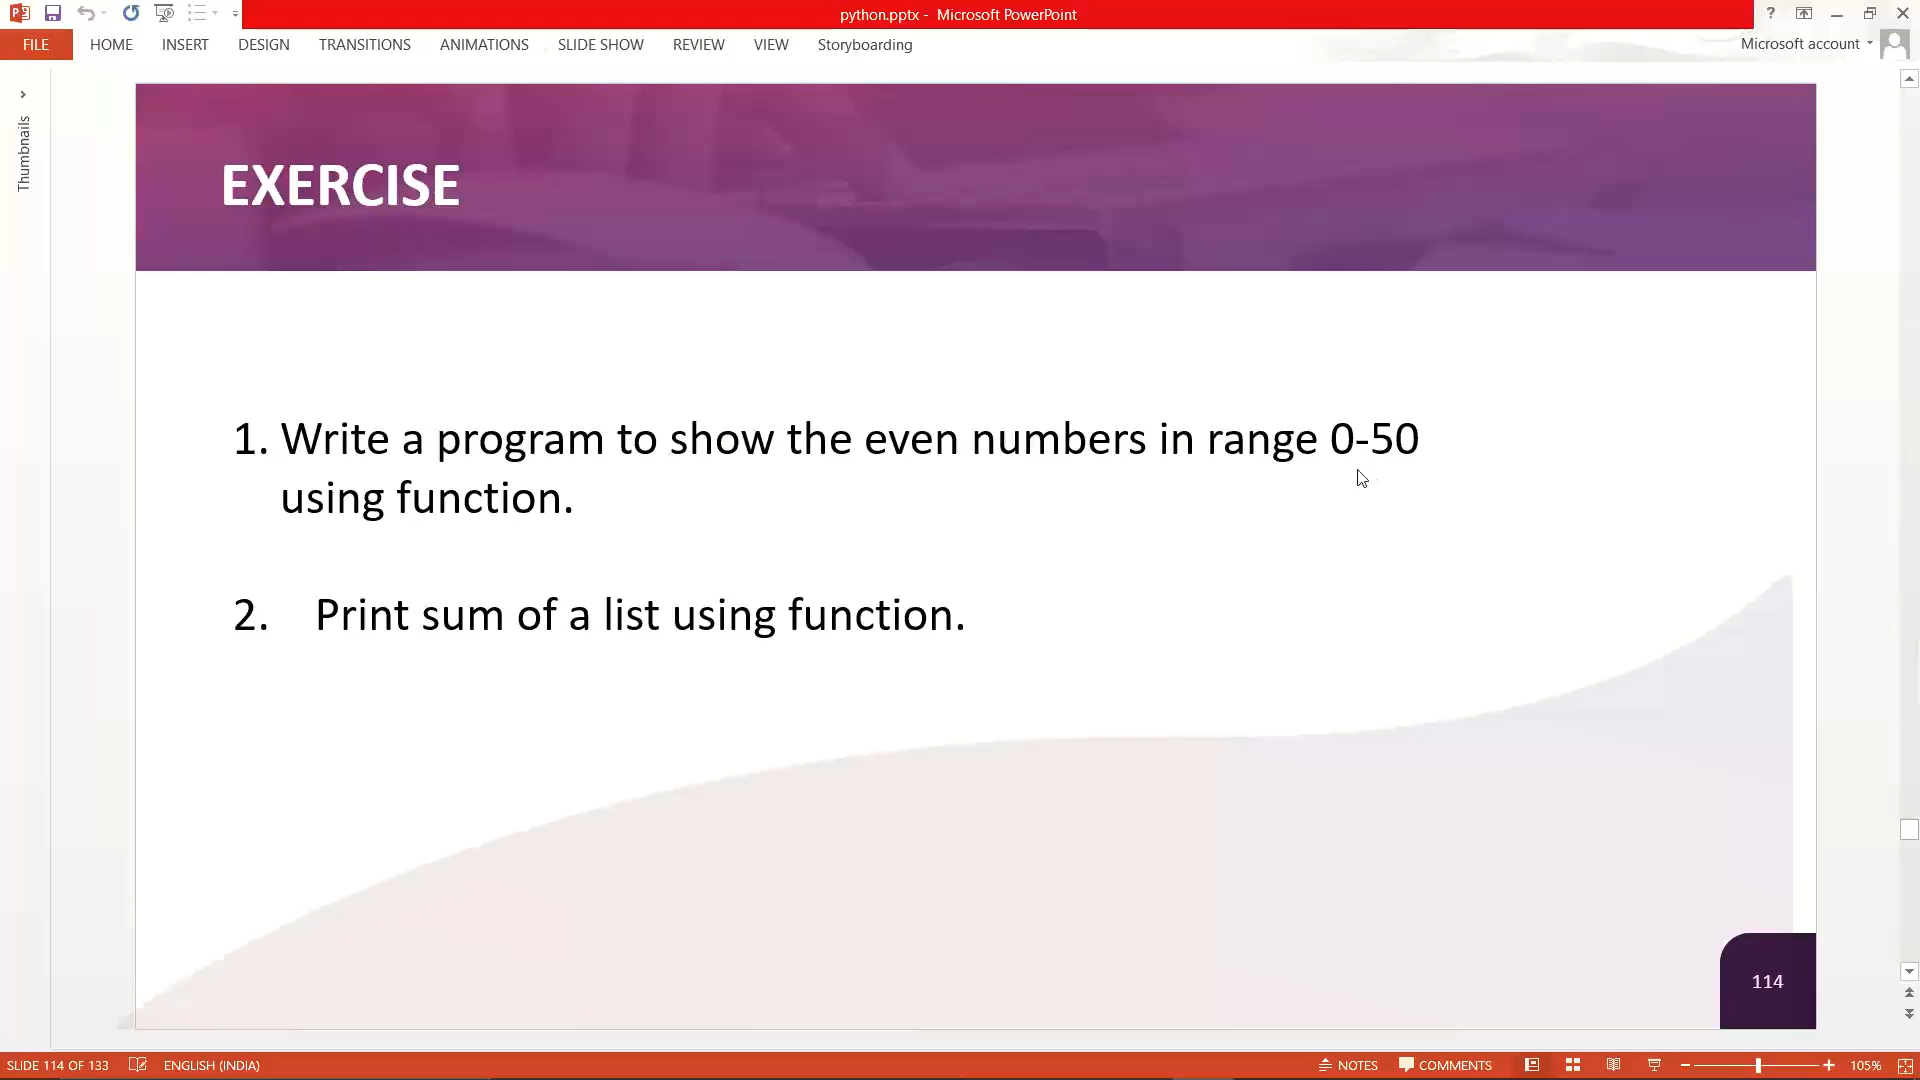 python.pptx - Microsoft PowerPoint
FILE HOME INSERT DESIGN TRANSITIONS ANIMATIONS SLIDE SHOW REVIEW VIEW Storyboarding Microsoft account
Thumbnails
EXERCISE
1. Write a program to show the even numbers in range 0-50
using function.
2. Print sum of a list using function.
114
SLIDE 114 OF 133 ENGLISH (INDIA) NOTES COMMENTS 105%